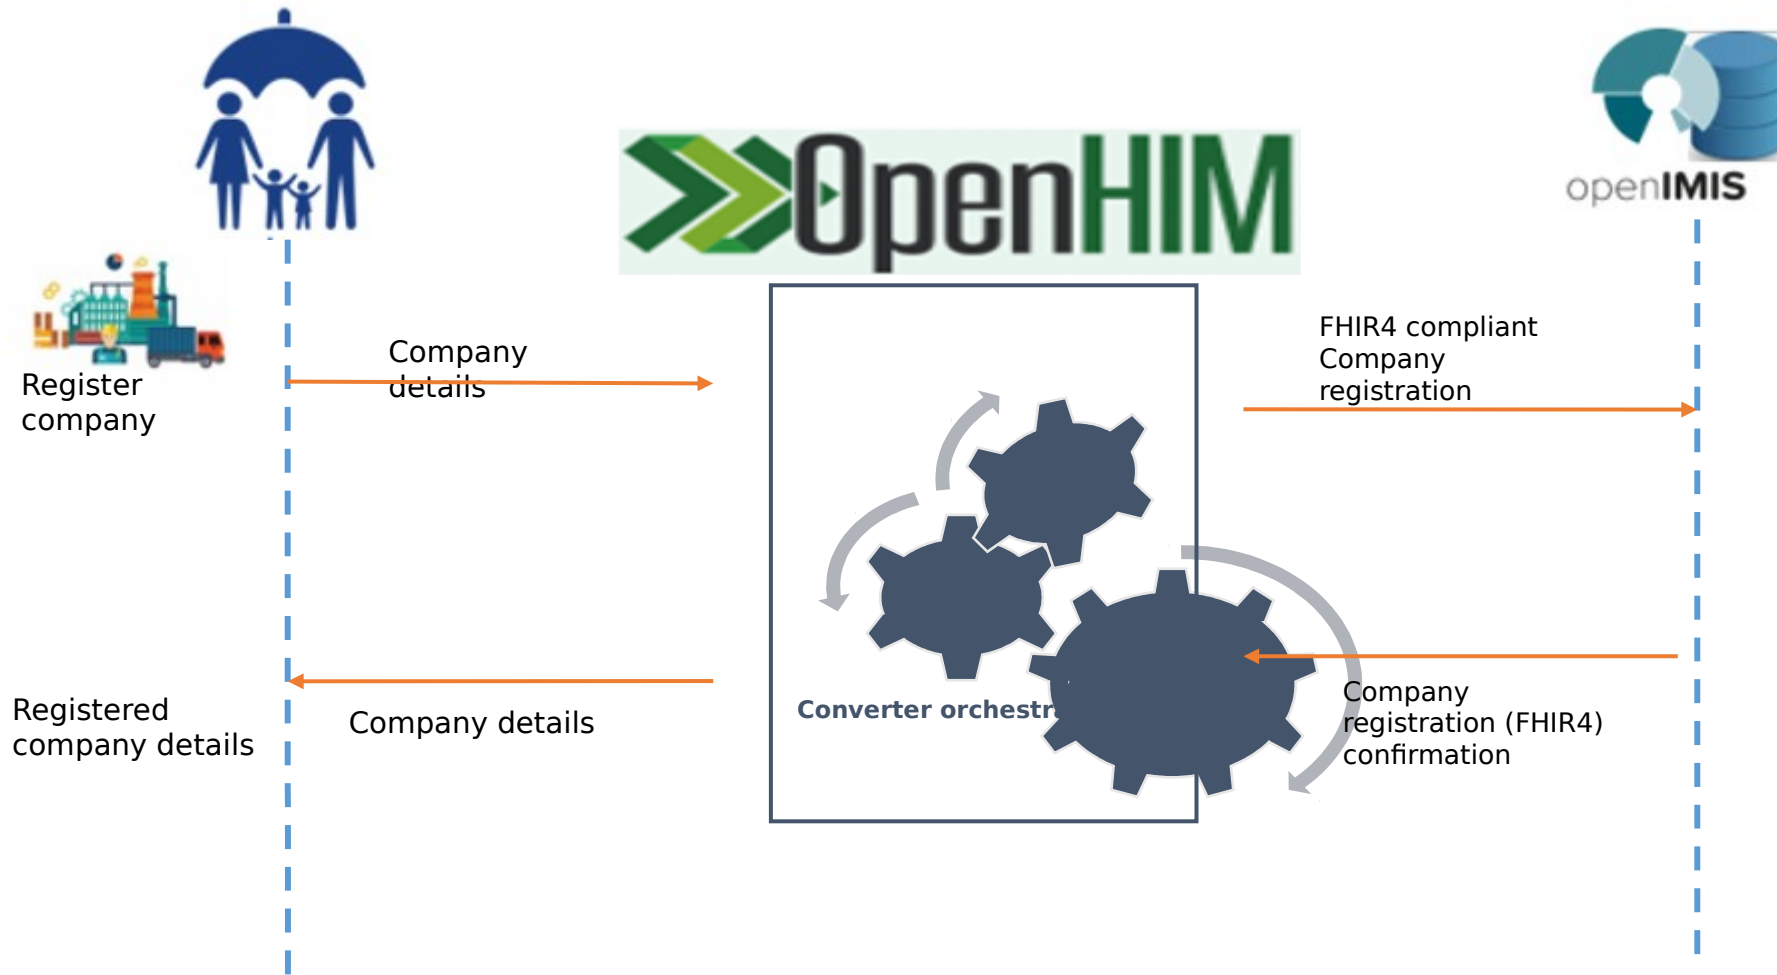 OpenHIM
openIMIS
Register
company
Company
details
FHIR4 compliant
Company
registration
Registered
company details
Company details
Converter
Company
registration (FHIR4)
confirmation